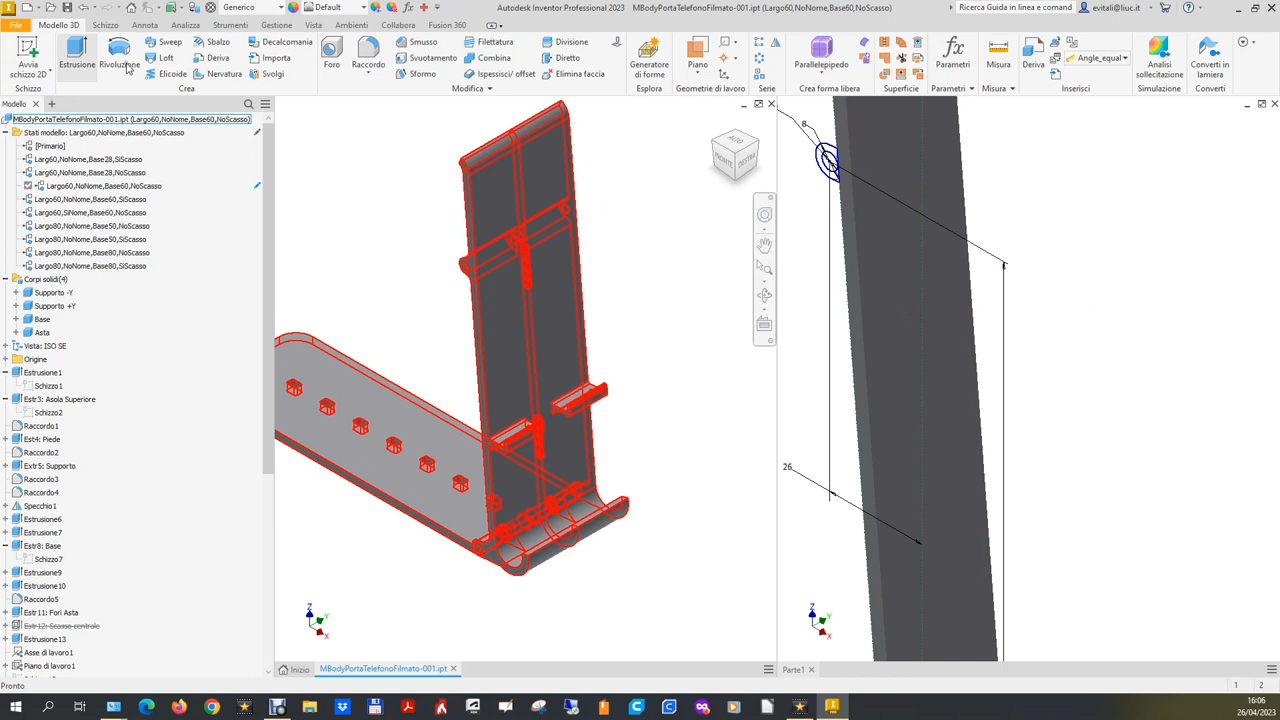 Generico
Default
Autodesk Inventor Professional 2023   MBodyPortaTelefonoFilmato-001.ipt (Largo60,NoNome,Base60,NoScasso)
Ricerca Guida in linea e comand
evitali@liuc.it
File
Modello 3D
Schizzo
Annota
Analizza
Strumenti
Gestione
Vista
Ambienti
Collabora
Fusion 360
Avvia
schizzo 2D
Estrusione
Rivoluzione
Sweep
Loft
Elicoide
Sbalzo
Deriva
Nervatura
Decalcomania
Importa
Svolgi
Foro
Raccordo
Smusso
Svuotamento
Sformo
Filettatura
Combina
Ispessisci/ offset
Divisione
Diretto
Elimina faccia
Generatore
di forme
Piano
Parallelepipedo
Parametri
Misura
Deriva
Angle_equal
Analisi
sollecitazione
Converti in
lamiera
Schizzo
Crea
Modifica
Esplora
Geometrie di lavoro
Serie
Crea forma libera
Superficie
Parametri
Misura
Inserisci
Simulazione
Converti
Modello
MBodyPortaTelefonoFilmato-001.ipt (Largo60,NoNome,Base60,NoScasso)
Stati modello: Largo60,NoNome,Base60,NoScasso
[Primario]
Largo60,NoNome,Base28,SiScasso
Largo60,NoNome,Base28,NoScasso
Largo60,NoNome,Base60,NoScasso
Largo60,NoNome,Base60,SiScasso
Largo60,SiNome,Base60,NoScasso
Largo80,NoNome,Base50,NoScasso
Largo80,NoNome,Base50,SiScasso
Largo80,NoNome,Base80,NoScasso
Largo80,NoNome,Base80,SiScasso
Corpi solidi(4)
Supporto -Y
Supporto +Y
Base
Asta
Vista: ISO SE
Origine
Estrusione1
Schizzo1
Estr3: Asola Superiore
Schizzo2
Raccordo1
Est4: Piede
Raccordo2
Estr5: Supporto
Raccordo3
Raccordo4
Specchio1
Estrusione6
Estrusione7
Estr8: Base
Schizzo7
Estrusione9
Estrusione10
Raccordo5
Estr11: Fori Asta
Estr12: Scasso centrale
Estrusione13
Asse di lavoro1
Piano di lavoro1
ALTO
FRONTE
DESTRA
8
26
Z
Y
X
Z
Y
X
Inizio
MBodyPortaTelefonoFilmato-001.ipt
Parte1
Pronto
1
2
16:06
26/04/2023